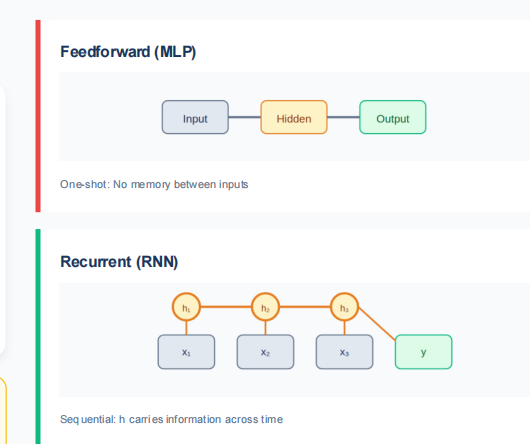 Feedforward (MLP)
Input Hidden Output
One-shot: No memory between inputs
Recurrent (RNN)
h₁ h₂ h₃
x₁ x₂ x₃ y
Sequential: h carries information across time